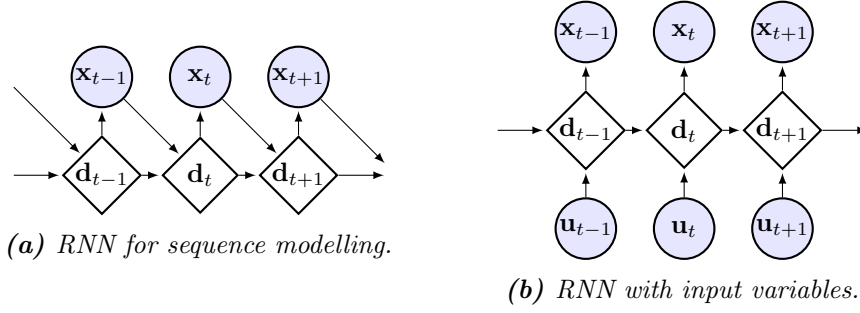 x_{t−1} x_t x_{t+1}
d_{t−1} d_t d_{t+1}
(a) RNN for sequence modelling.
x_{t−1} x_t x_{t+1}
d_{t−1} d_t d_{t+1}
u_{t−1} u_t u_{t+1}
(b) RNN with input variables.